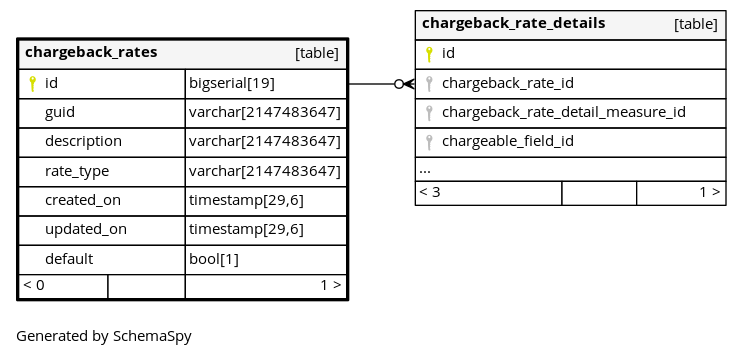 chargeback_rates [table]
id bigserial[19]
guid varchar[2147483647]
description varchar[2147483647]
rate_type varchar[2147483647]
created_on timestamp[29,6]
updated_on timestamp[29,6]
default bool[1]
< 0 1 >
chargeback_rate_details [table]
id
chargeback_rate_id
chargeback_rate_detail_measure_id
chargeable_field_id
...
< 3 1 >
Generated by SchemaSpy